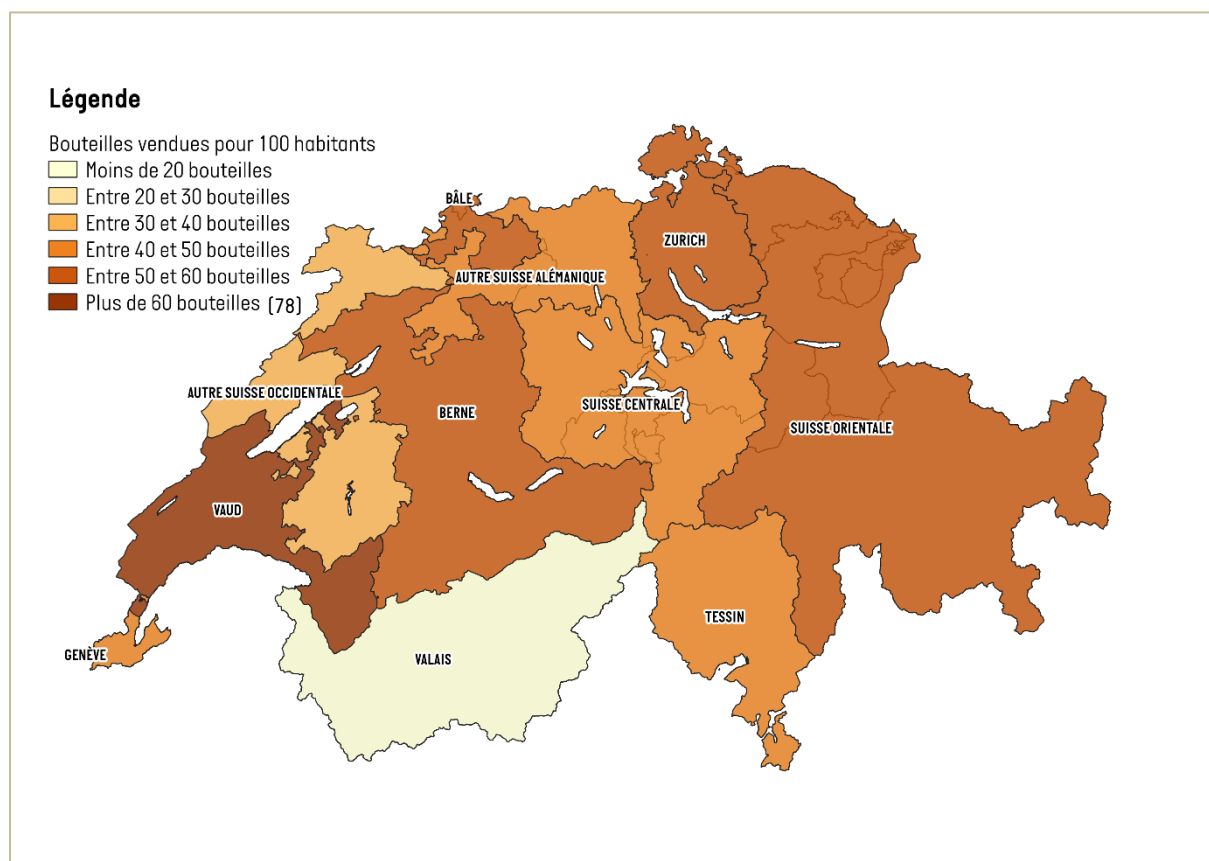 Légende
Bouteilles vendues pour 100 habitants
Moins de 20 bouteilles
Entre 20 et 30 bouteilles
Entre 30 et 40 bouteilles
Entre 40 et 50 bouteilles
Entre 50 et 60 bouteilles
Plus de 60 bouteilles (78)
BÂLE
ZURICH
AUTRE SUISSE ALÉMANIQUE
AUTRE SUISSE OCCIDENTALE
BERNE
SUISSE CENTRALE
SUISSE ORIENTALE
VAUD
TESSIN
GENÈVE
VALAIS